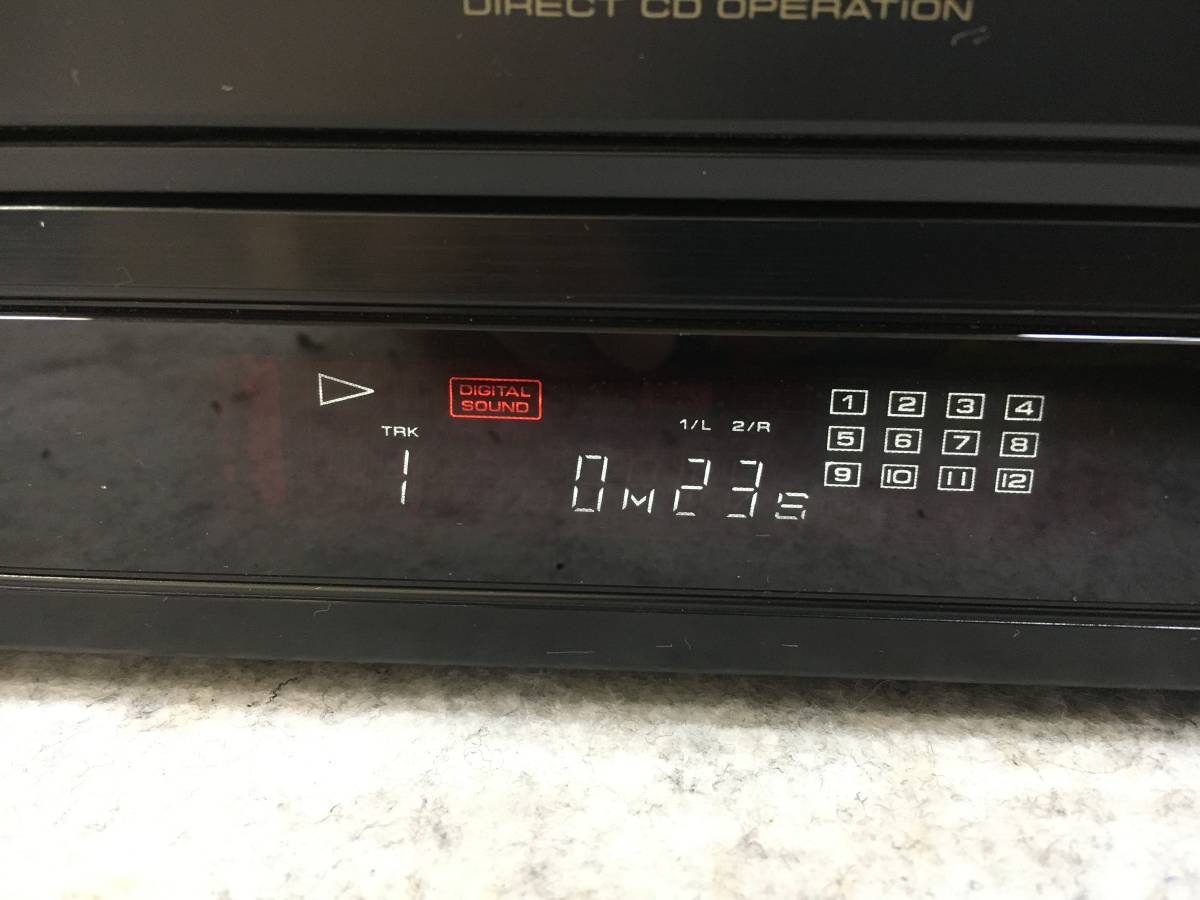 DIRECT CD OPERATION
DIGITAL
SOUND
TRK
1/L 2/R
1
0M23S
1 2 3 4
5 6 7 8
9 10 11 12